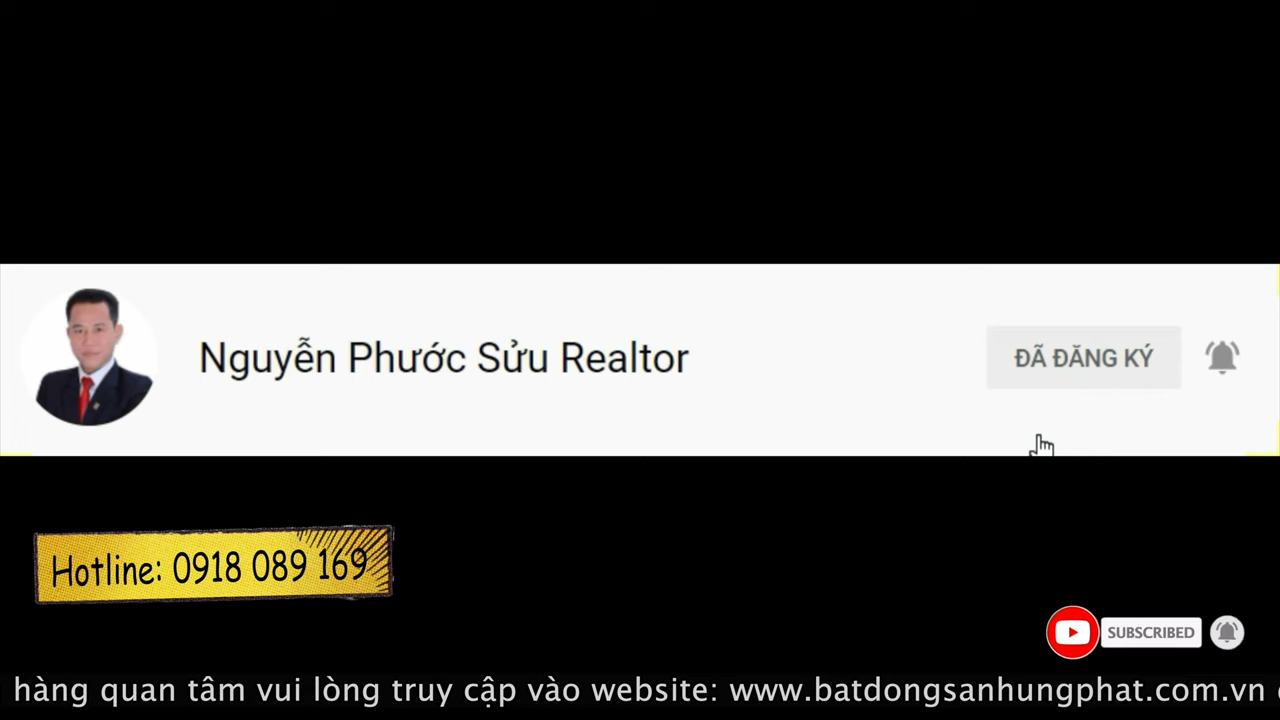 Nguyễn Phước Sửu Realtor
ĐÃ ĐĂNG KÝ
Hotline: 0918 089 169
SUBSCRIBED
hàng quan tâm vui lòng truy cập vào website: www.batdongsanhungphat.com.vn